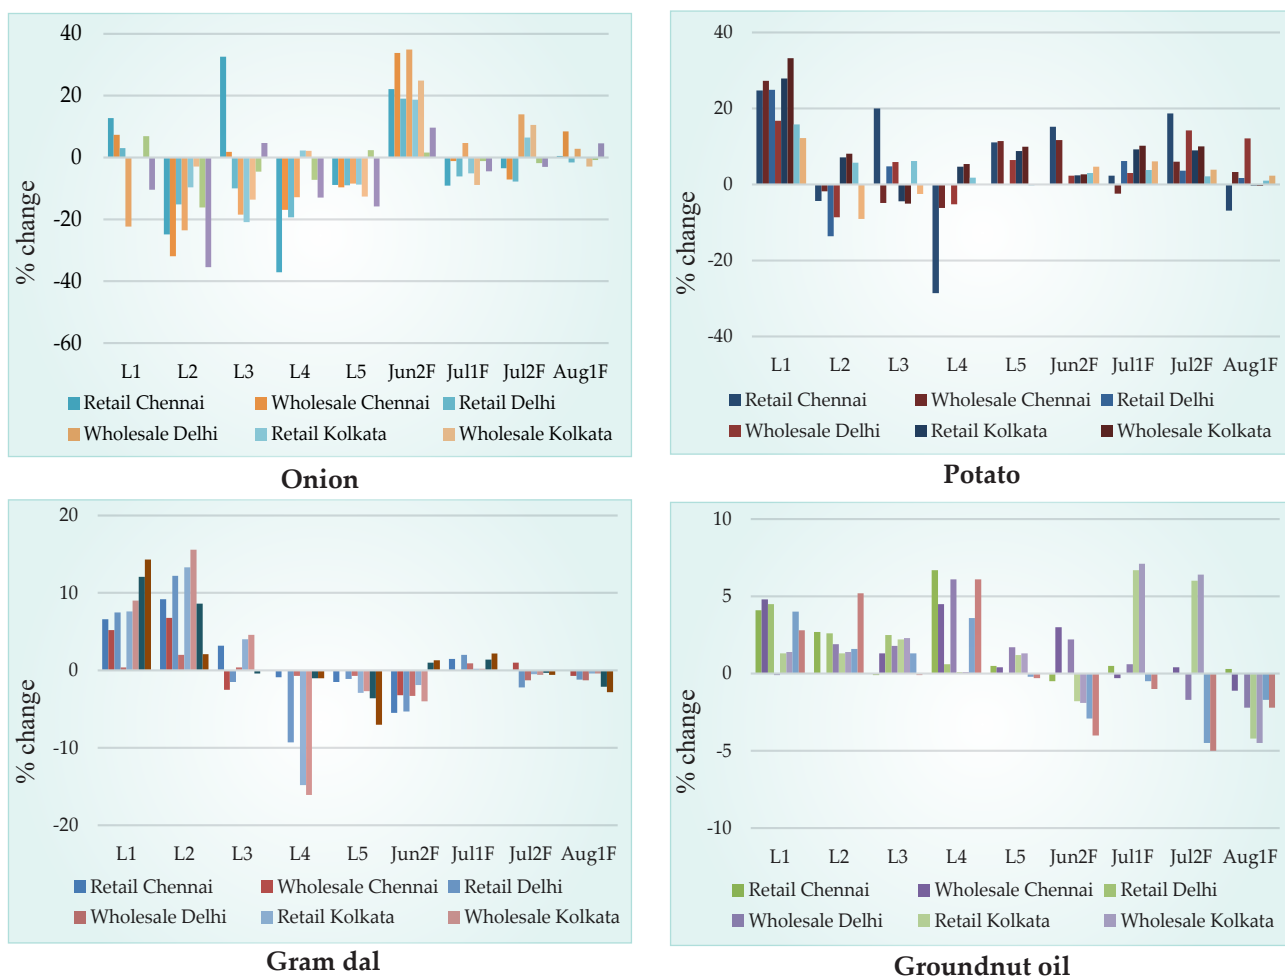 40
20
0
-20
-40
-60
% change
L1 L2 L3 L4 L5 Jun2F Jul1F Jul2F Aug1F
Retail Chennai Wholesale Chennai Retail Delhi
Wholesale Delhi Retail Kolkata Wholesale Kolkata
Onion
40
20
0
-20
-40
% change
L1 L2 L3 L4 L5 Jun2F Jul1F Jul2F Aug1F
Retail Chennai Wholesale Chennai Retail Delhi
Wholesale Delhi Retail Kolkata Wholesale Kolkata
Potato
20
10
0
-10
-20
% change
L1 L2 L3 L4 L5 Jun2F Jul1F Jul2F Aug1F
Retail Chennai Wholesale Chennai Retail Delhi
Wholesale Delhi Retail Kolkata Wholesale Kolkata
Gram dal
10
5
0
-5
-10
% change
L1 L2 L3 L4 L5 Jun2F Jul1F Jul2F Aug1F
Retail Chennai Wholesale Chennai Retail Delhi
Wholesale Delhi Retail Kolkata Wholesale Kolkata
Groundnut oil